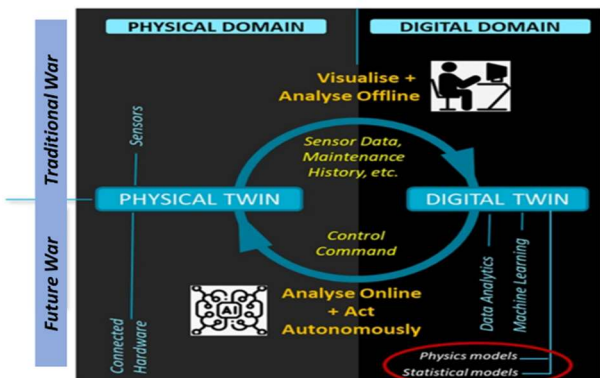 PHYSICAL DOMAIN
DIGITAL DOMAIN
Traditional War
Visualise +
Analyse Offline
Sensors
Sensor Data,
Maintenance
History, etc.
PHYSICAL TWIN
DIGITAL TWIN
Future War
Control
Command
Analyse Online
+ Act
Autonomously
AI
Connected
Hardware
Data Analytics
Machine Learning
Physics models
Statistical models